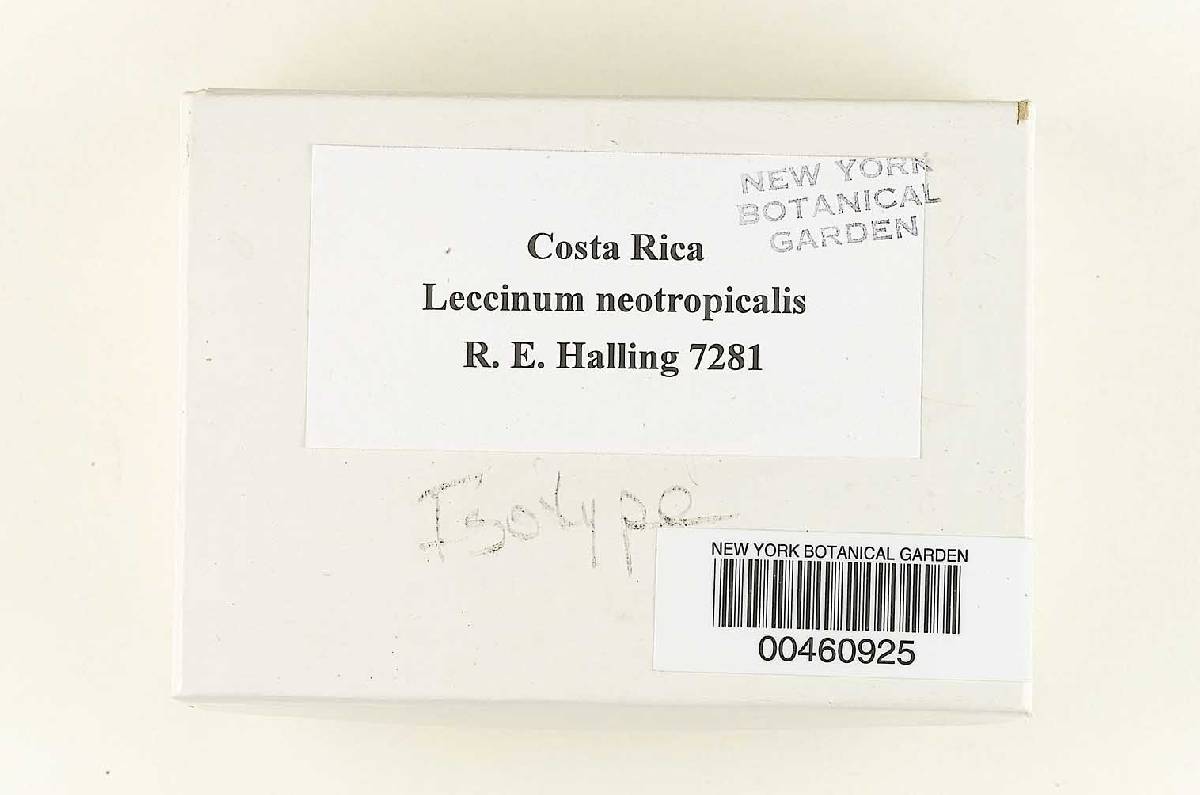 NEW YORK
BOTANICAL
GARDEN
Costa Rica
Leccinum neotropicalis
R. E. Halling 7281
Isotype
NEW YORK BOTANICAL GARDEN
00460925